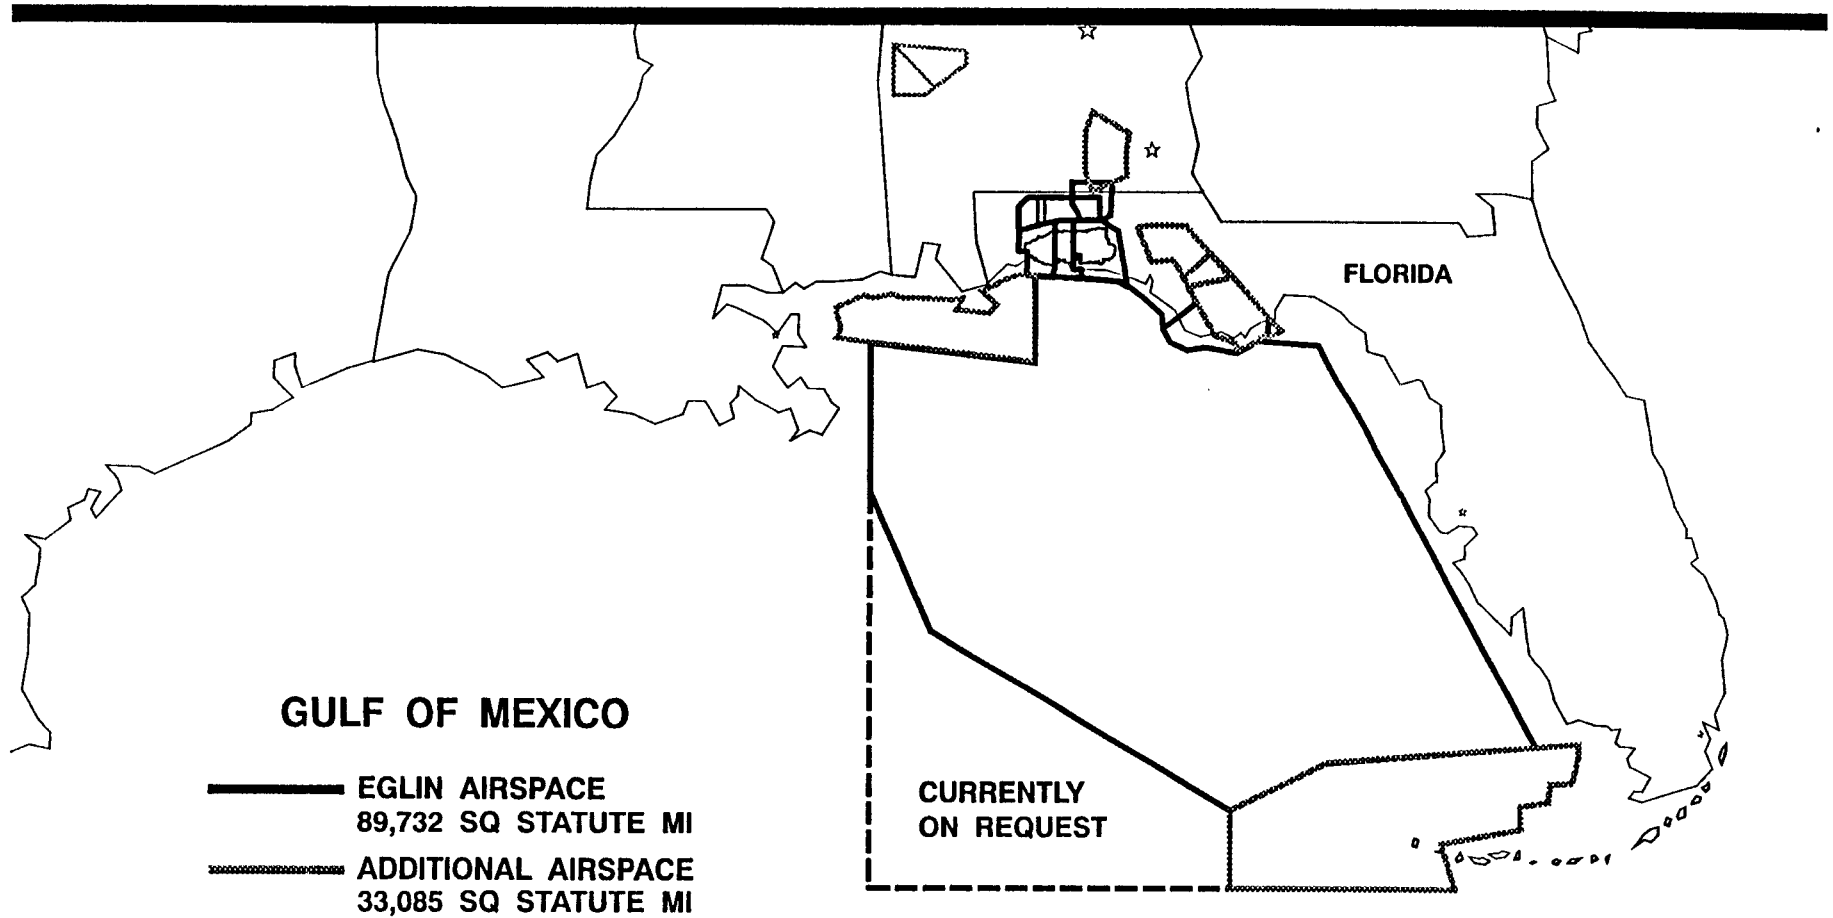 FLORIDA
GULF OF MEXICO
EGLIN AIRSPACE
89,732 SQ STATUTE MI
ADDITIONAL AIRSPACE
33,085 SQ STATUTE MI
CURRENTLY
ON REQUEST